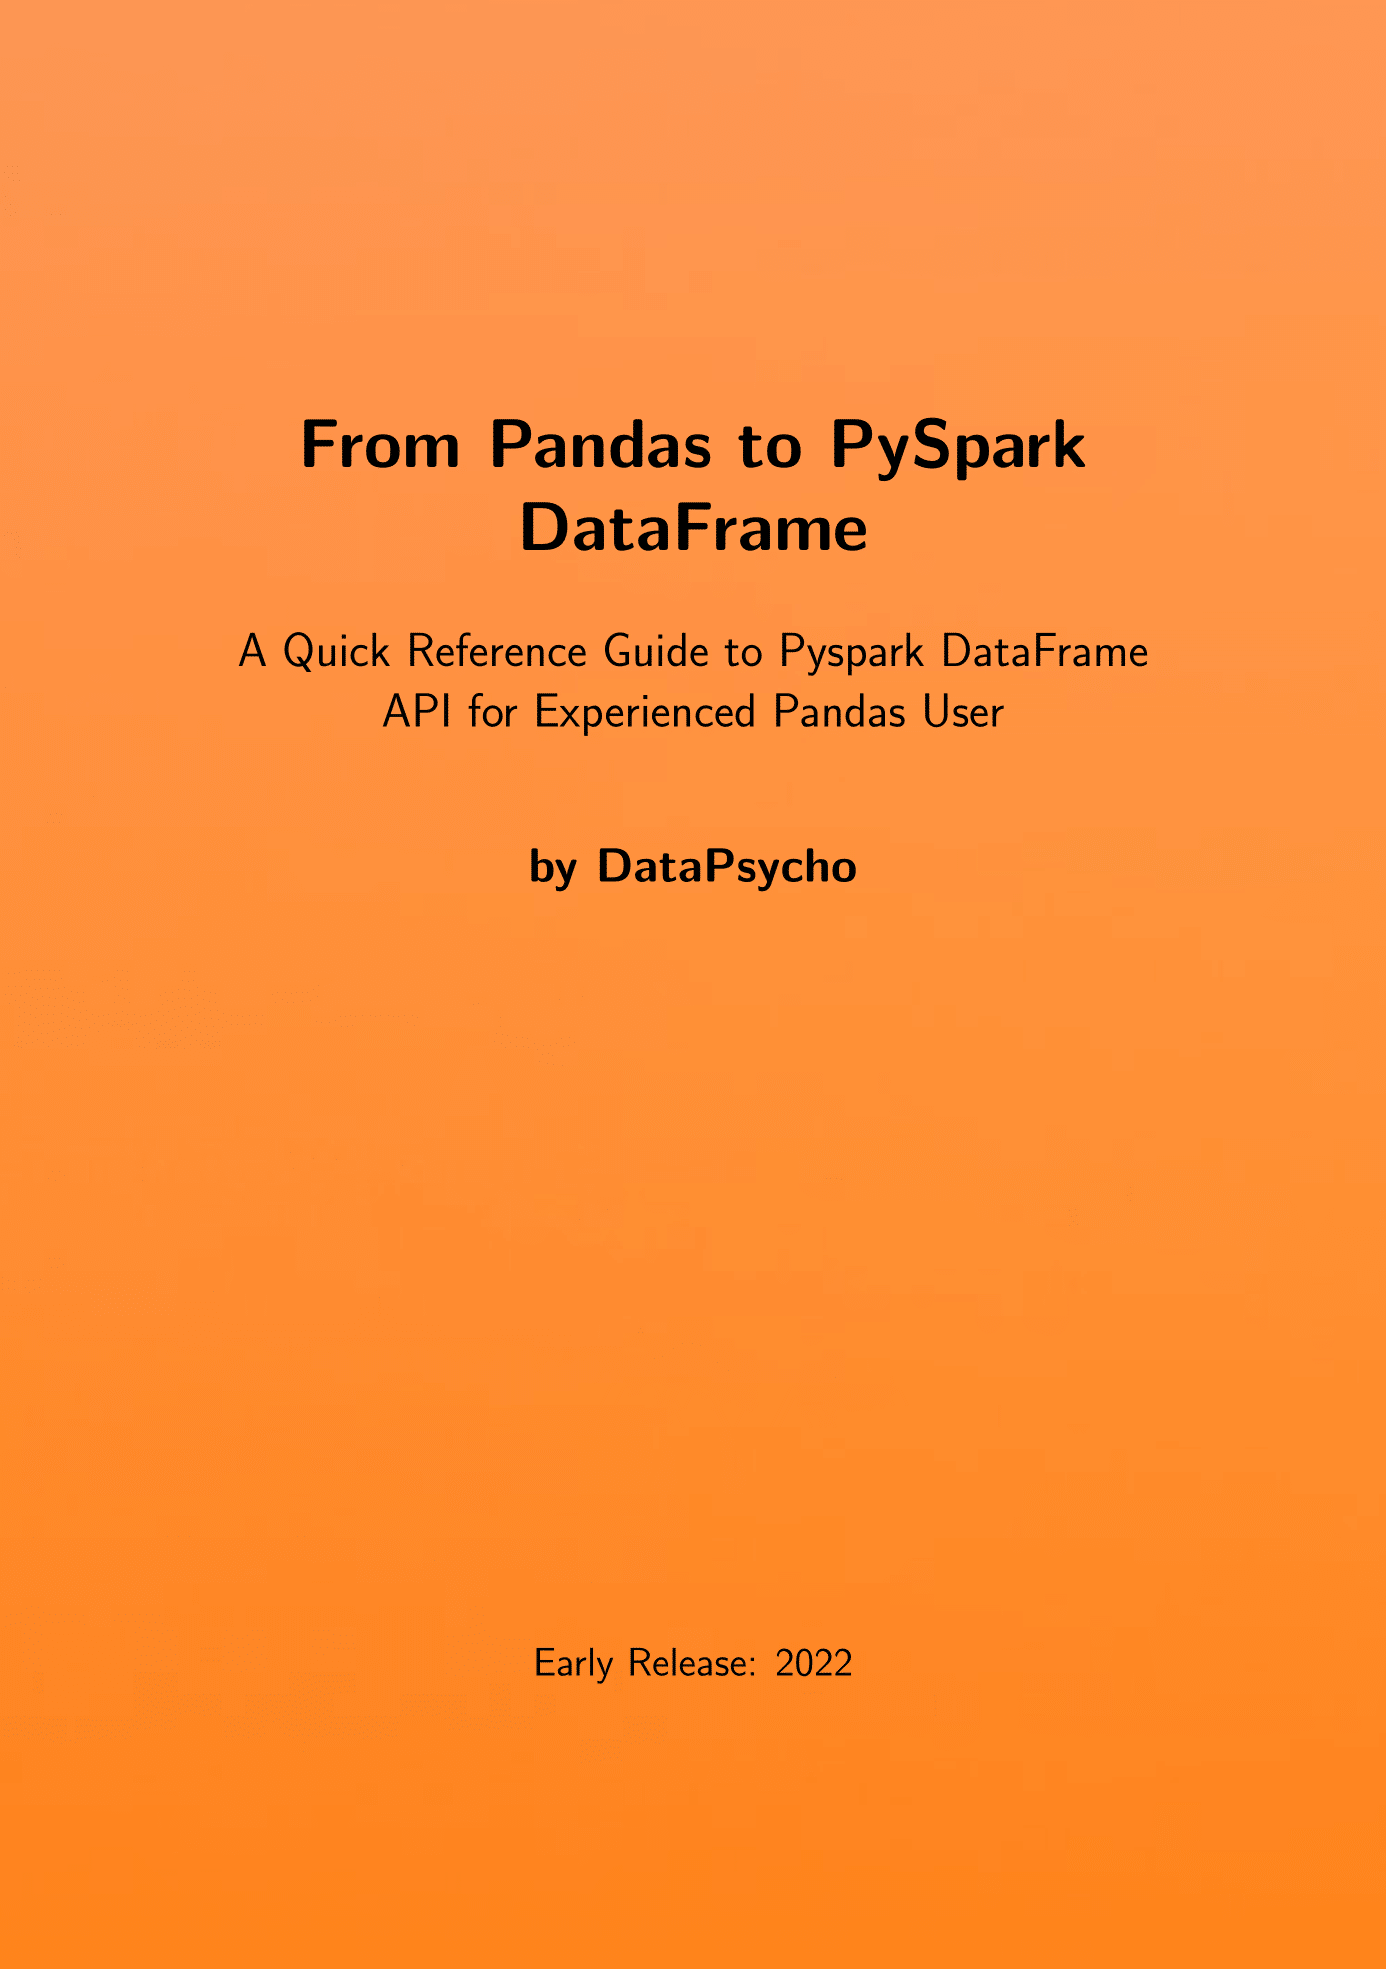 From Pandas to PySpark
DataFrame
A Quick Reference Guide to Pyspark DataFrame
API for Experienced Pandas User
by DataPsycho
Early Release: 2022